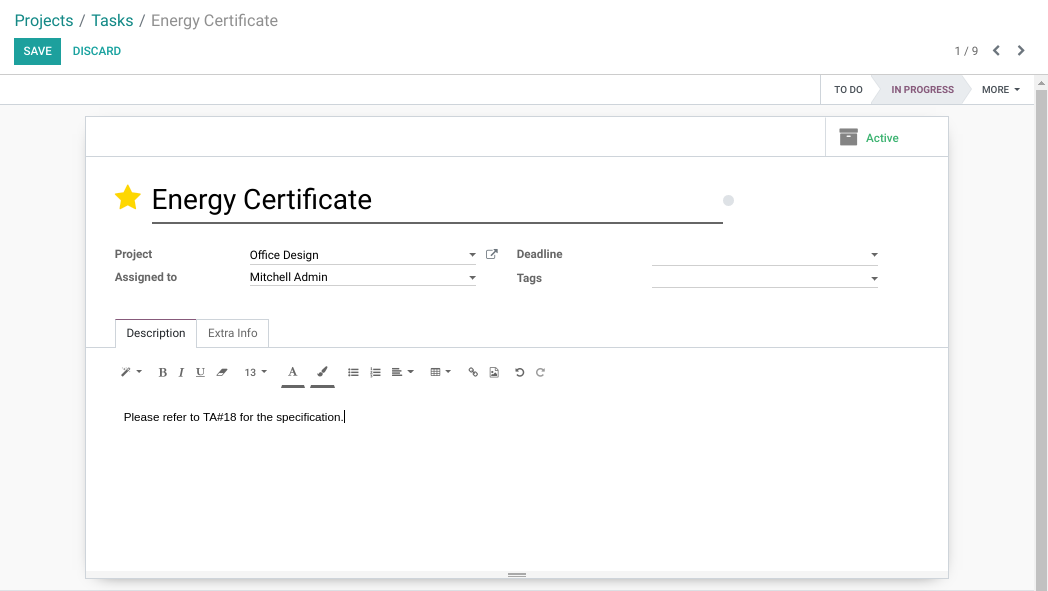 Projects / Tasks / Energy Certificate
SAVE DISCARD 1 / 9
TO DO IN PROGRESS MORE
Active
Energy Certificate
Project Office Design Deadline
Assigned to Mitchell Admin Tags
Description Extra Info
B I U 13 A
Please refer to TA#18 for the specification.